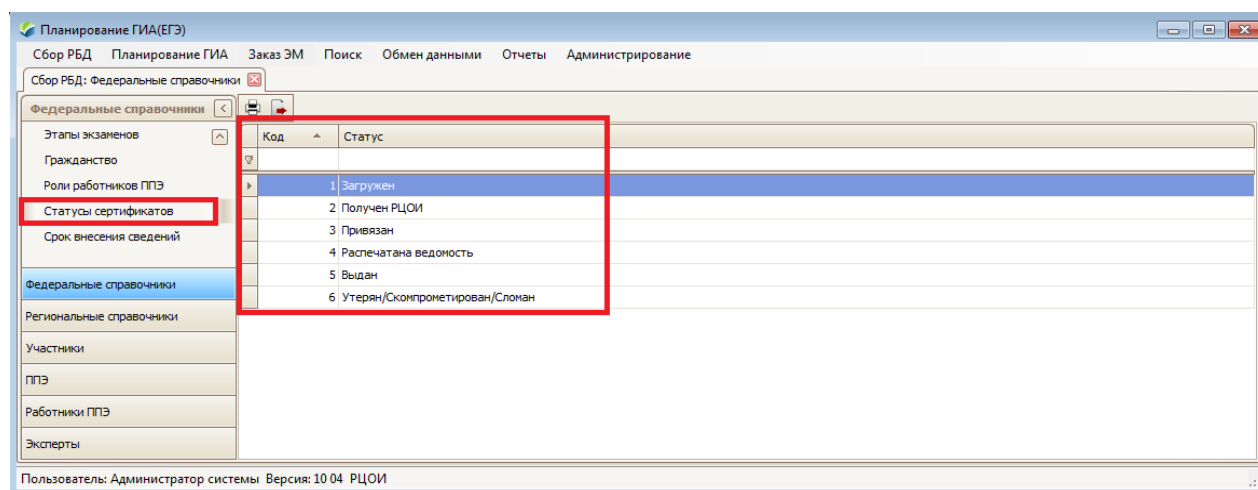 Планирование ГИА(ЕГЭ)
Сбор РБД Планирование ГИА Заказ ЭМ Поиск Обмен данными Отчеты Администрирование
Сбор РБД: Федеральные справочники
Федеральные справочники
Этапы экзаменов
Гражданство
Роли работников ППЭ
Статусы сертификатов
Срок внесения сведений
Федеральные справочники
Региональные справочники
Участники
ППЭ
Работники ППЭ
Эксперты
Код Статус
1 Загружен
2 Получен РЦОИ
3 Привязан
4 Распечатана ведомость
5 Выдан
6 Утерян/Скомпрометирован/Сломан
Пользователь: Администратор системы Версия: 10 04 РЦОИ